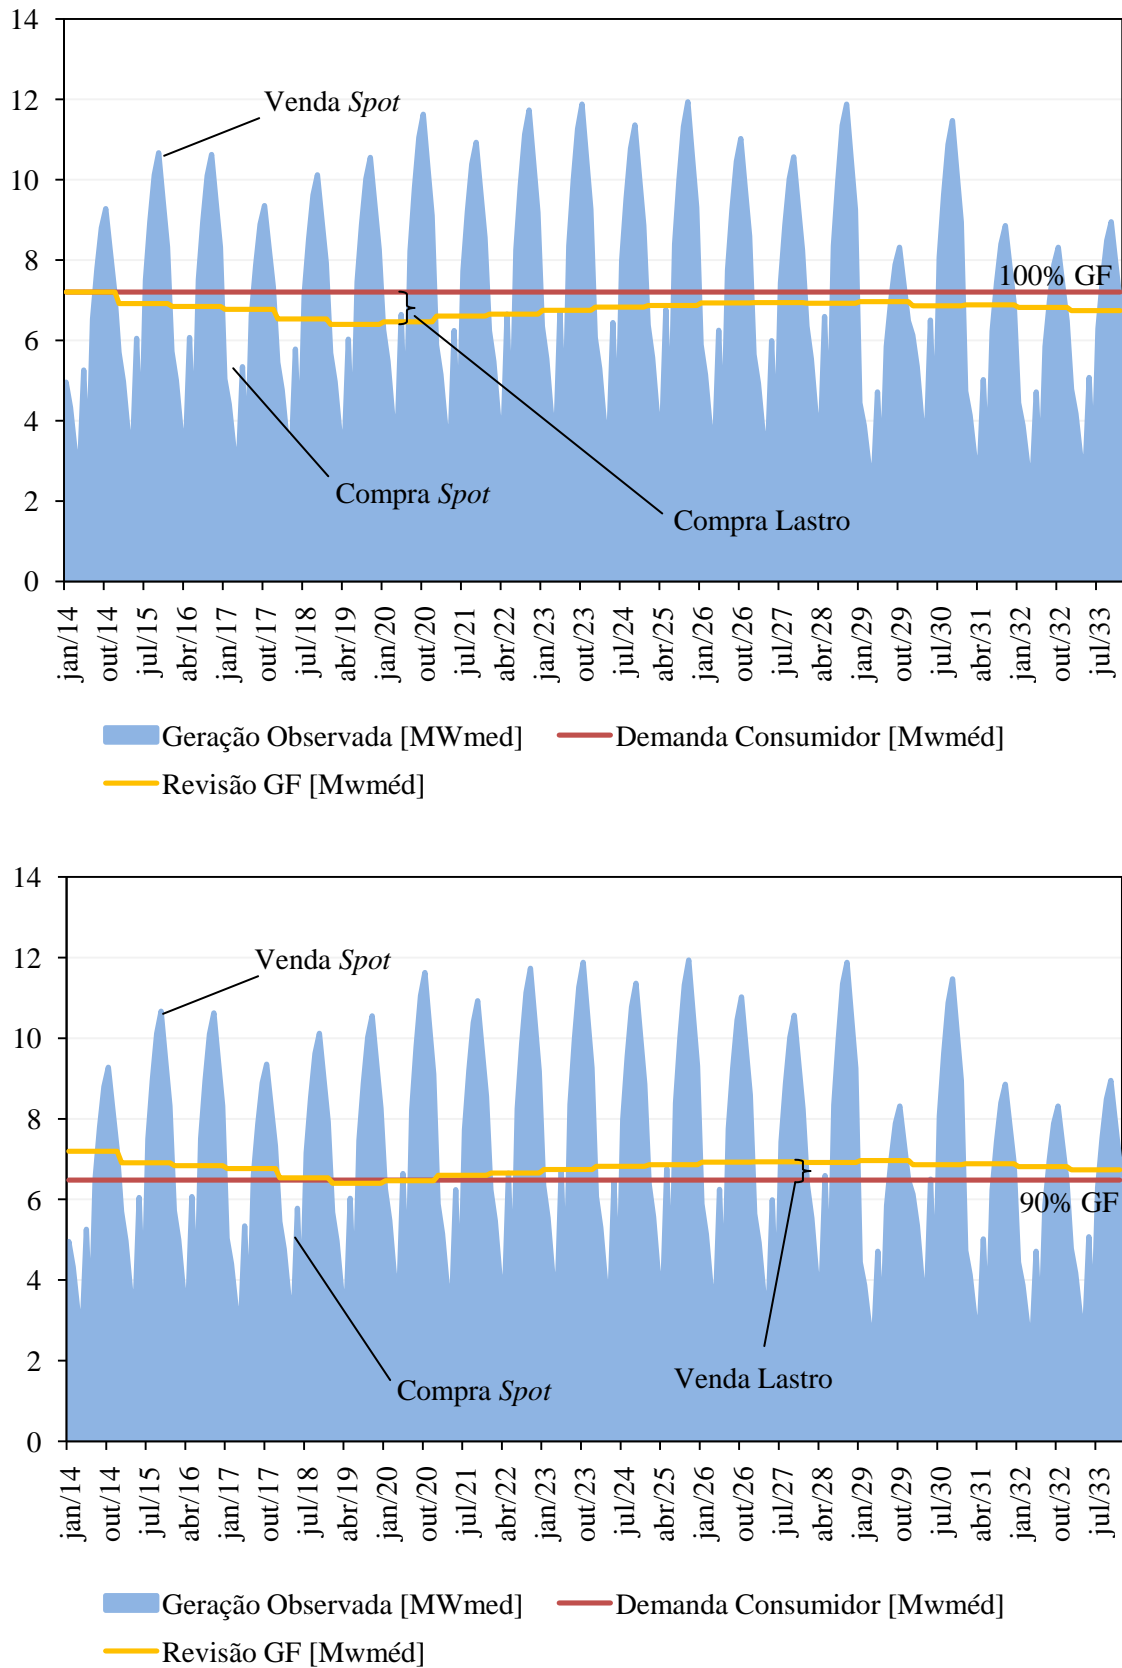 14
12
10
8
6
4
2
0
Venda Spot
100% GF
Compra Spot
Compra Lastro
jan/14
out/14
jul/15
abr/16
jan/17
out/17
jul/18
abr/19
jan/20
out/20
jul/21
abr/22
jan/23
out/23
jul/24
abr/25
jan/26
out/26
jul/27
abr/28
jan/29
out/29
jul/30
abr/31
jan/32
out/32
jul/33
Geração Observada [MWmed]
Demanda Consumidor [Mwméd]
Revisão GF [Mwméd]
14
12
10
8
6
4
2
0
Venda Spot
90% GF
Compra Spot
Venda Lastro
jan/14
out/14
jul/15
abr/16
jan/17
out/17
jul/18
abr/19
jan/20
out/20
jul/21
abr/22
jan/23
out/23
jul/24
abr/25
jan/26
out/26
jul/27
abr/28
jan/29
out/29
jul/30
abr/31
jan/32
out/32
jul/33
Geração Observada [MWmed]
Demanda Consumidor [Mwméd]
Revisão GF [Mwméd]